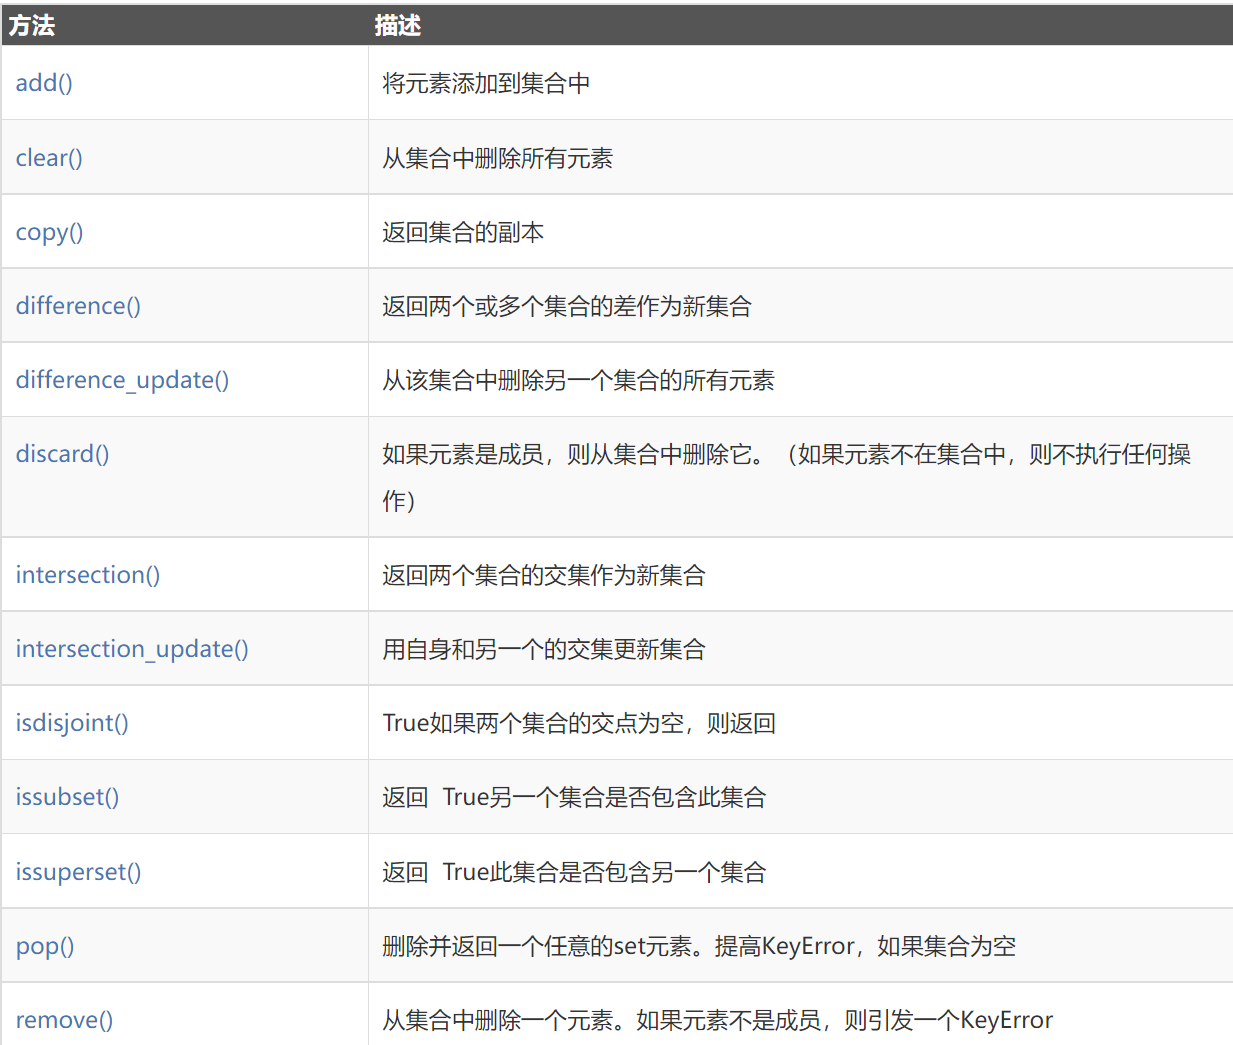 方法 描述
add() 将元素添加到集合中
clear() 从集合中删除所有元素
copy() 返回集合的副本
difference() 返回两个或多个集合的差作为新集合
difference_update() 从该集合中删除另一个集合的所有元素
discard() 如果元素是成员，则从集合中删除它。（如果元素不在集合中，则不执行任何操
作）
intersection() 返回两个集合的交集作为新集合
intersection_update() 用自身和另一个的交集更新集合
isdisjoint() True如果两个集合的交点为空，则返回
issubset() 返回 True另一个集合是否包含此集合
issuperset() 返回 True此集合是否包含另一个集合
pop() 删除并返回一个任意的set元素。提高KeyError，如果集合为空
remove() 从集合中删除一个元素。如果元素不是成员，则引发一个KeyError